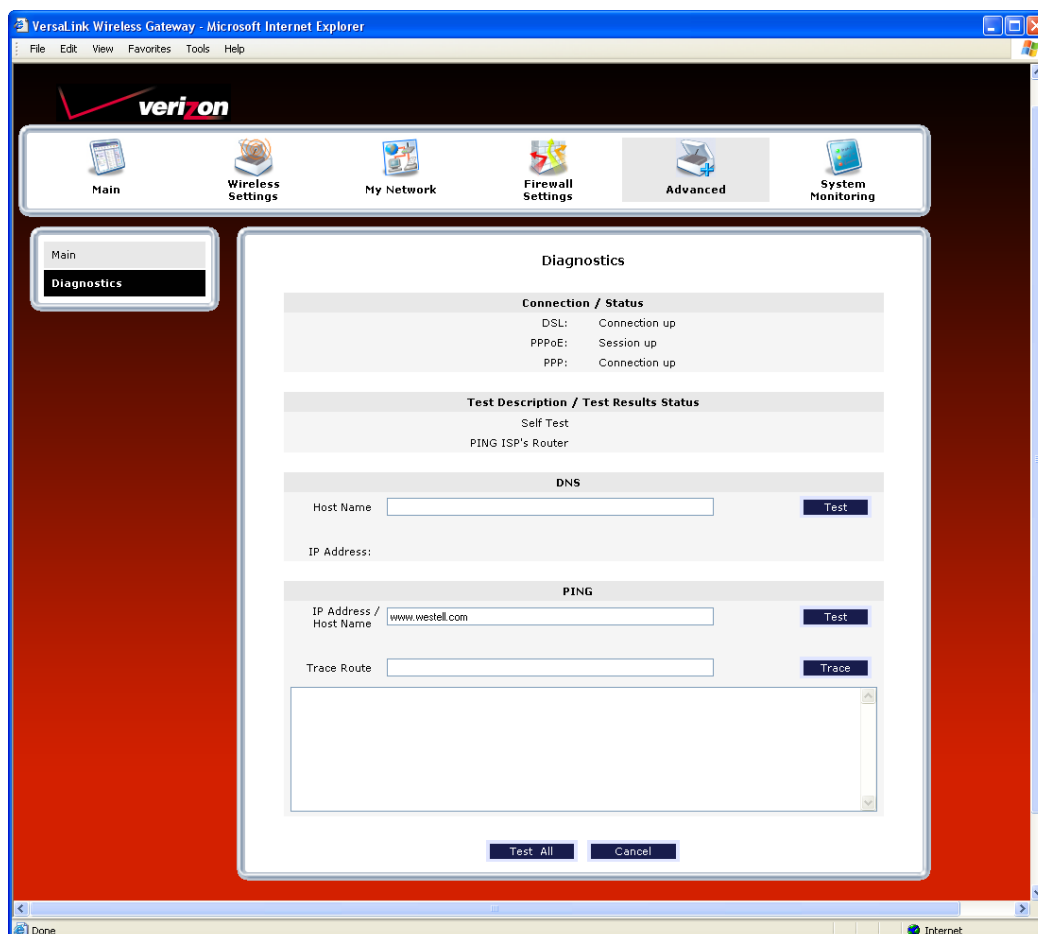 VersaLink Wireless Gateway - Microsoft Internet Explorer
File Edit View Favorites Tools Help
verizon
Main
Wireless
Settings
My Network
Firewall
Settings
Advanced
System
Monitoring
Main
Diagnostics
Diagnostics
Connection / Status
DSL: Connection up
PPPoE: Session up
PPP: Connection up
Test Description / Test Results Status
Self Test
PING ISP's Router
DNS
Host Name Test
IP Address:
PING
IP Address /
Host Name www.westell.com Test
Trace Route Trace
Test All Cancel
Done Internet